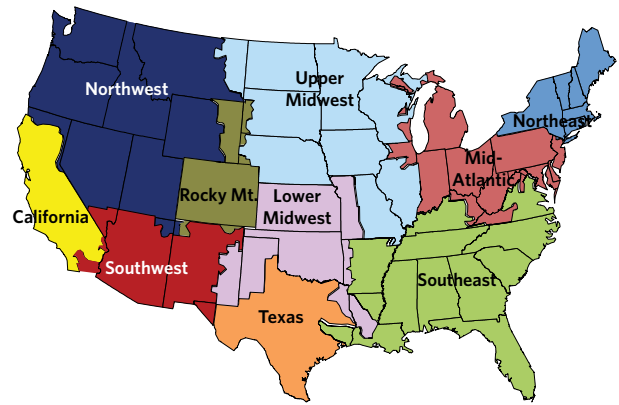 Upper
Midwest
Northwest
Northeast
Mid-
Atlantic
Rocky Mt.
Lower
Midwest
California
Southwest
Southeast
Texas